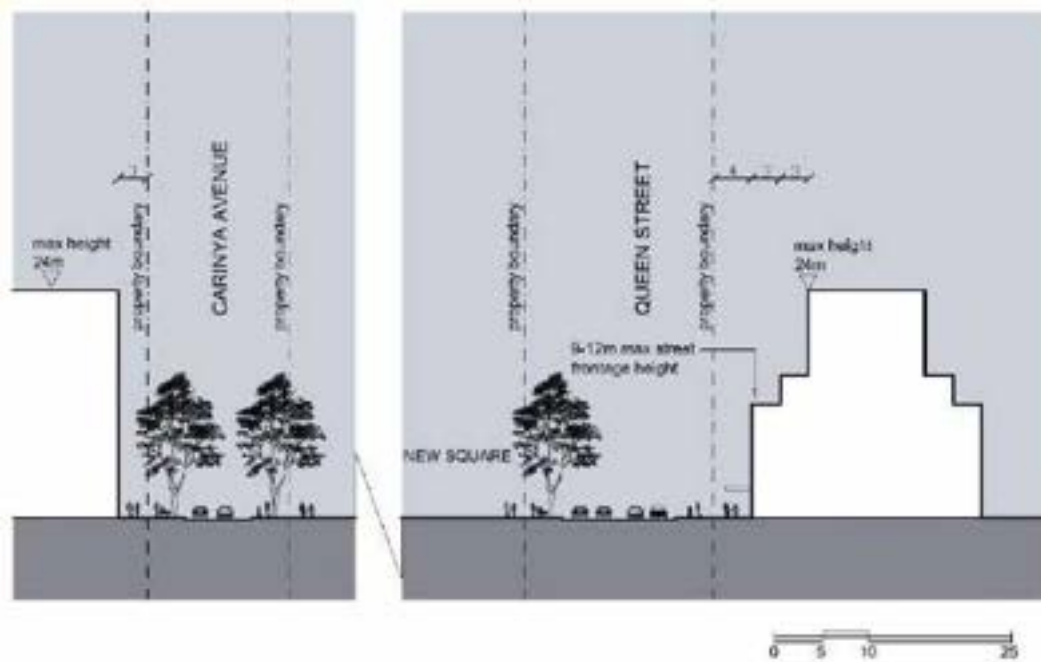 max height
24m
property boundary
CARINYA AVENUE
property boundary
property boundary
QUEEN STREET
property boundary
4
max height
24m
9-12m max street
frontage height
NEW SQUARE
0 5 10 25